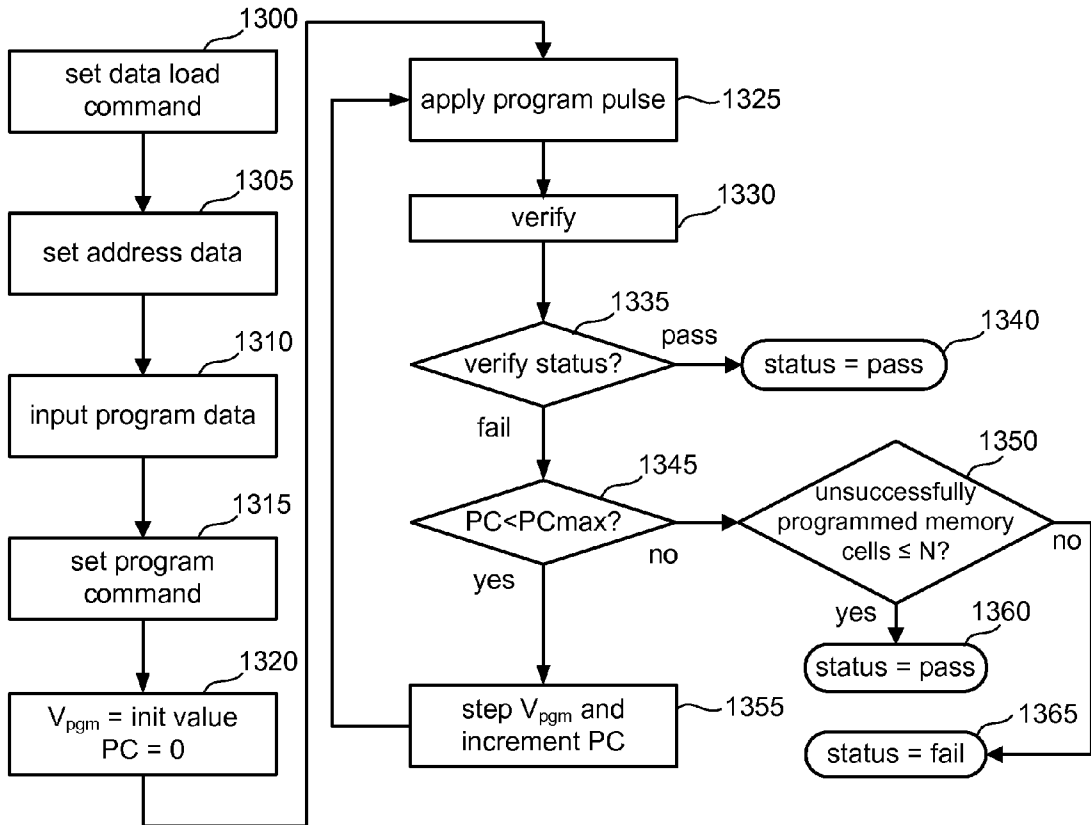 1300
set data load
command
1305
set address data
1310
input program data
1315
set program
command
1320
Vpgm = init value
PC = 0
apply program pulse
1325
verify
1330
1335
verify status?
pass
1340
status = pass
fail
1345
PC<PCmax?
no
yes
1350
unsuccessfully
programmed memory
cells ≤ N?
no
yes
1360
status = pass
step Vpgm and
increment PC
1355
1365
status = fail